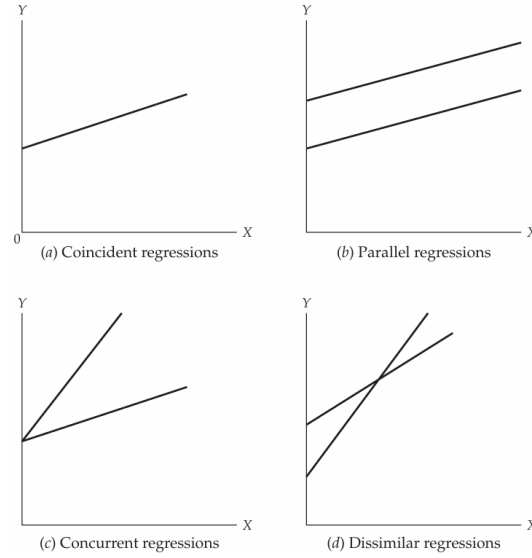 Y
Y
0
X
X
(a) Coincident regressions
(b) Parallel regressions
Y
Y
X
X
(c) Concurrent regressions
(d) Dissimilar regressions